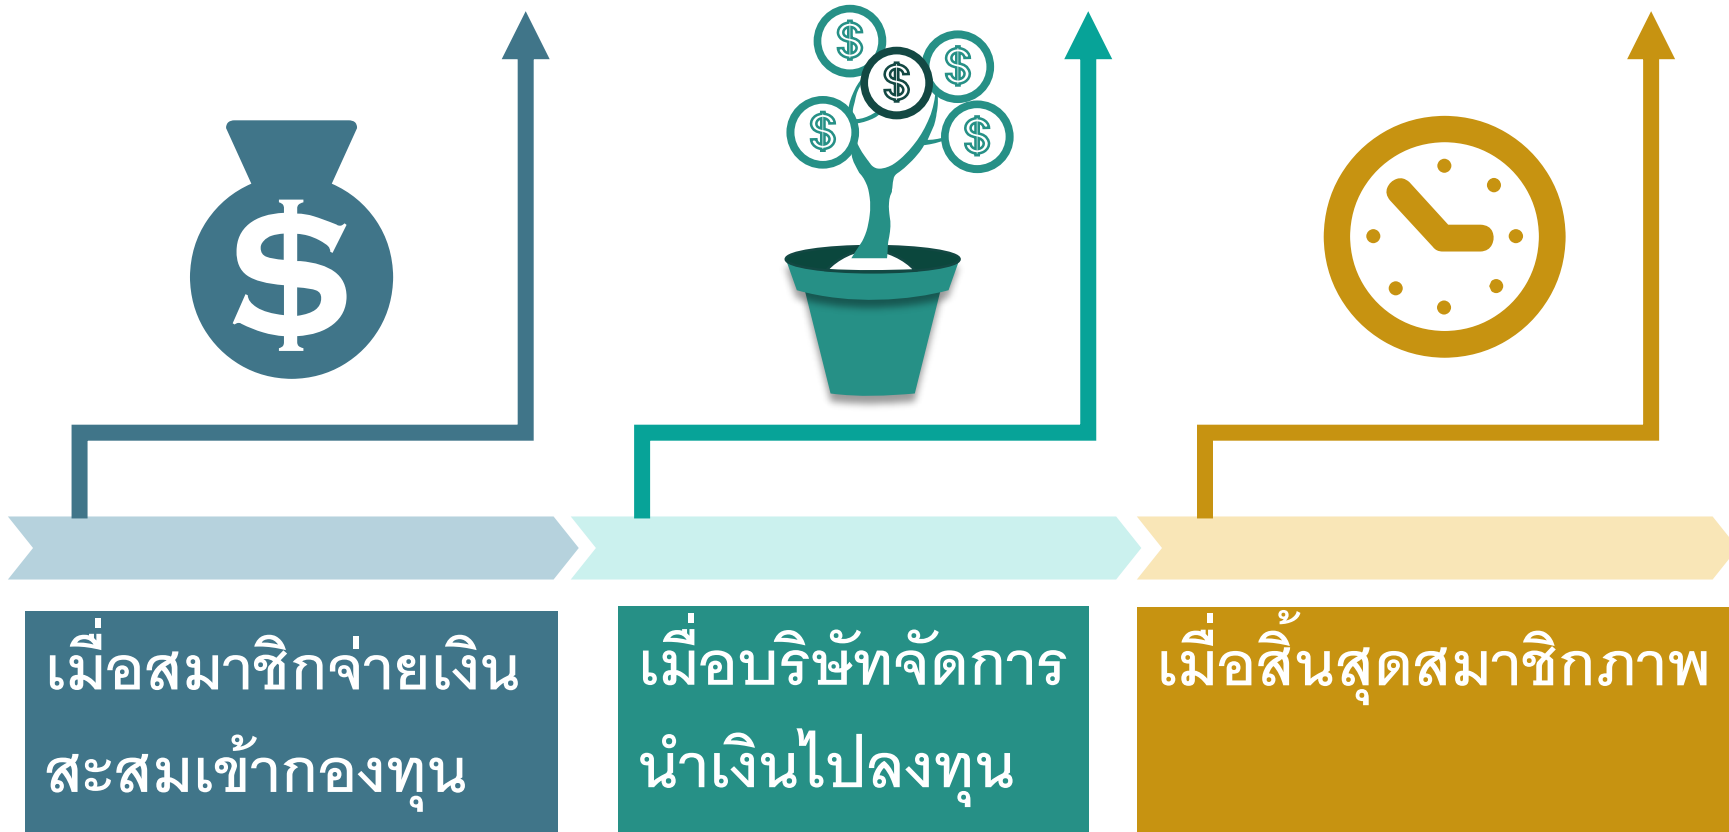 $
$
$
$
$
$
เมื่อสมาชิกจ่ายเงิน
สะสมเข้ากองทุน
เมื่อบริษัทจัดการ
นำเงินไปลงทุน
เมื่อสิ้นสุดสมาชิกภาพ